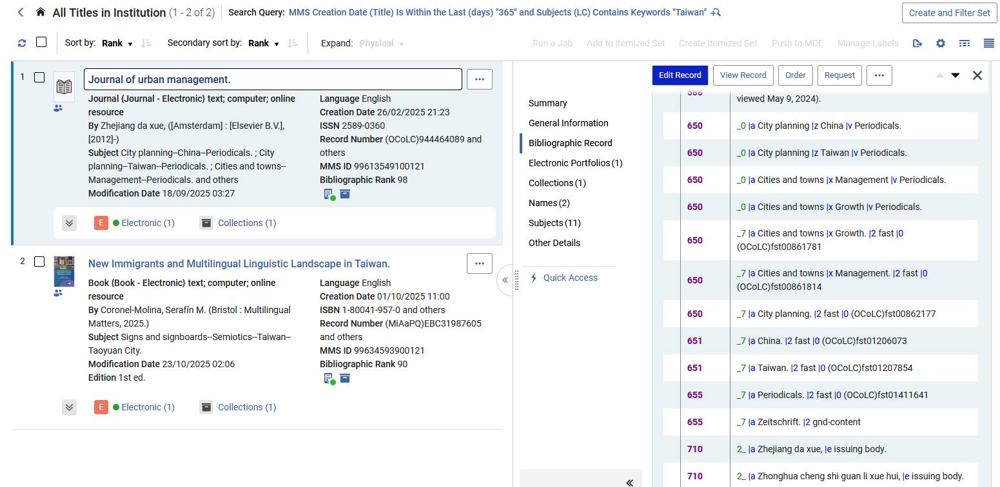 All Titles in Institution (1 - 2 of 2) Search Query: MMS Creation Date (Title) Is Within the Last (days) "365" and Subjects (LC) Contains Keywords "Taiwan" Create and Filter Set
Sort by: Rank Secondary sort by: Rank Expand: Physical Run a Job Add to Itemized Set Create Itemized Set Push to MDE Manage Labels
1
Journal of urban management.
Journal {Journal - Electronic} text; computer; online
resource
By Zhejiang da xue, ([Amsterdam] : [Elsevier B.V.],
[2012]-)
Subject City planning--China--Periodicals. ; City
planning--Taiwan--Periodicals. ; Cities and towns--
Management--Periodicals. and others
Modification Date 18/09/2025 03:27
Language English
Creation Date 26/02/2025 21:23
ISSN 2589-0360
Record Number (OCoLC)944464089 and
others
MMS ID 99613549100121
Bibliographic Rank 98
E Electronic (1) Collections (1)
2
New Immigrants and Multilingual Linguistic Landscape in Taiwan.
Book {Book - Electronic} text; computer; online
resource
By Coronel-Molina, Serafín M. (Bristol : Multilingual
Matters, 2025.)
Subject Signs and signboards--Semiotics--Taiwan--
Taoyuan City.
Modification Date 23/10/2025 02:06
Edition 1st ed.
Language English
Creation Date 01/10/2025 11:00
ISBN 1-80041-957-0 and others
Record Number (MiAaPQ)EBC31987605
and others
MMS ID 99634593900121
Bibliographic Rank 90
E Electronic (1) Collections (1)
Summary
General Information
Bibliographic Record
Electronic Portfolios (1)
Collections (1)
Names (2)
Subjects (11)
Other Details
Quick Access
Edit Record View Record Order Request
588 viewed May 9, 2024).
650 _0 |a City planning |z China |v Periodicals.
650 _0 |a City planning |z Taiwan |v Periodicals.
650 _0 |a Cities and towns |x Management |v Periodicals.
650 _0 |a Cities and towns |x Growth |v Periodicals.
650 _7 |a Cities and towns |x Growth. |2 fast |0
(OCoLC)fst00861781
650 _7 |a Cities and towns |x Management. |2 fast |0
(OCoLC)fst00861814
650 _7 |a City planning. |2 fast |0 (OCoLC)fst00862177
651 _7 |a China. |2 fast |0 (OCoLC)fst01206073
651 _7 |a Taiwan. |2 fast |0 (OCoLC)fst01207854
655 _7 |a Periodicals. |2 fast |0 (OCoLC)fst01411641
655 _7 |a Zeitschrift. |2 gnd-content
710 2_ |a Zhejiang da xue, |e issuing body.
710 2_ |a Zhonghua cheng shi guan li xue hui, |e issuing body.